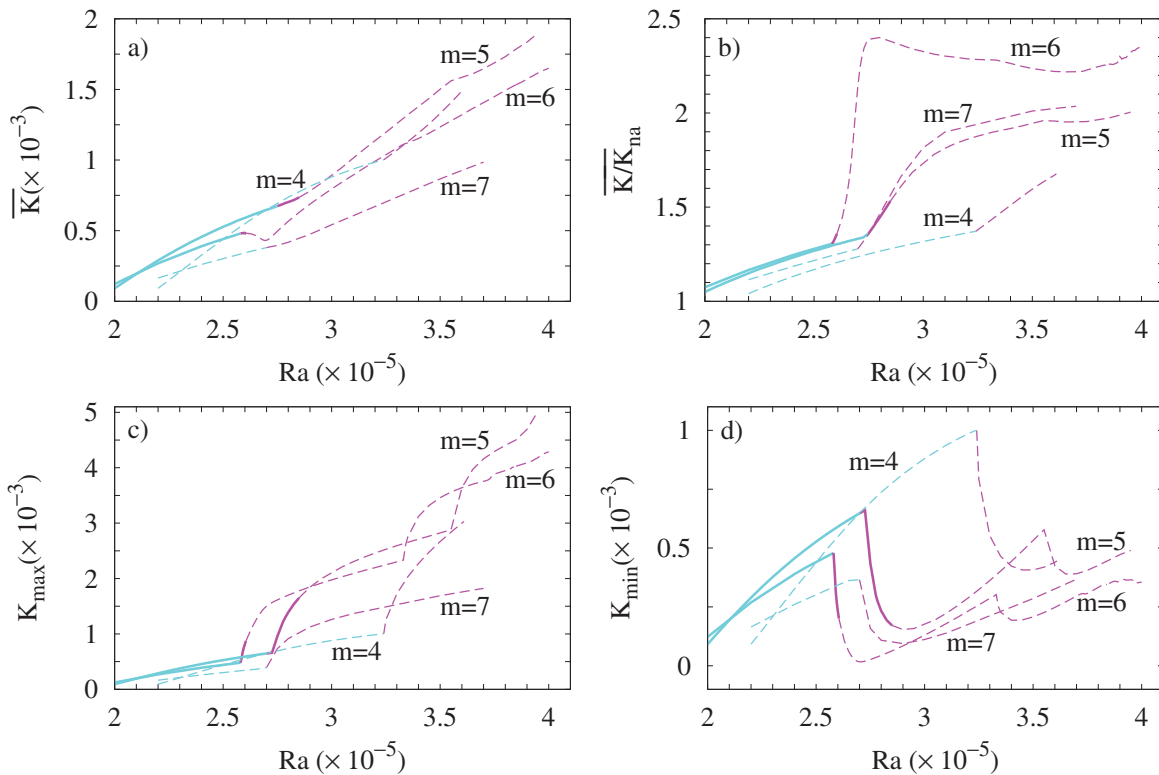 a)
m=5
m=6
m=4
m=7
K(× 10⁻³)
2
1.5
1
0.5
0
2 2.5 3 3.5 4
Ra (× 10⁻⁵)
b)
m=6
m=7
m=5
m=4
K/Kₙₐ
2.5
2
1.5
1
2 2.5 3 3.5 4
Ra (× 10⁻⁵)
c)
m=5
m=6
m=7
m=4
Kₘₐₓ(× 10⁻³)
5
4
3
2
1
0
2 2.5 3 3.5 4
Ra (× 10⁻⁵)
d)
m=4
m=5
m=6
m=7
Kₘᵢₙ(× 10⁻³)
1
0.5
0
2 2.5 3 3.5 4
Ra (× 10⁻⁵)